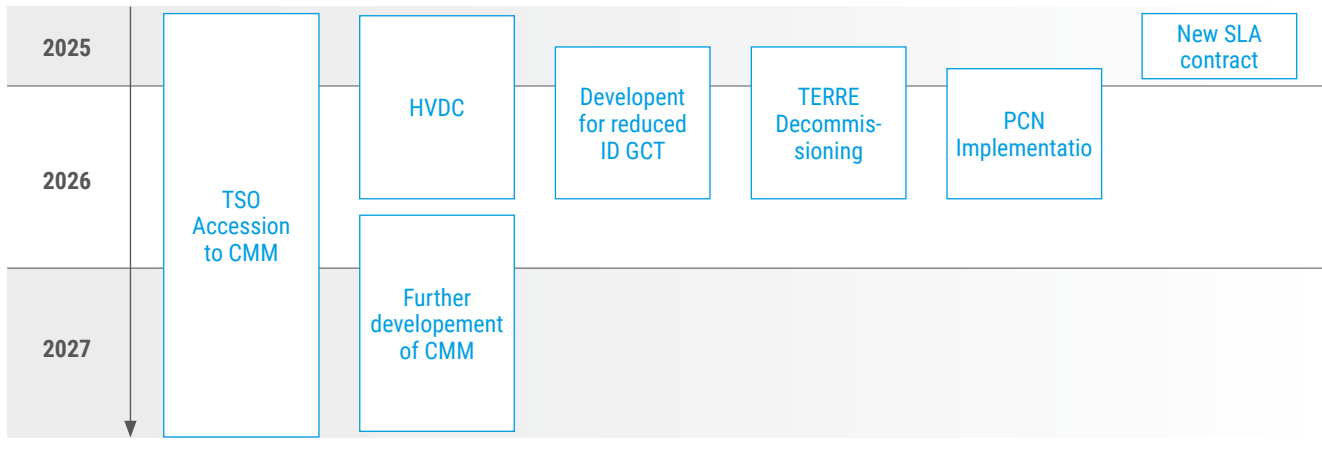 2025
2026
2027
TSO
Accession
to CMM
HVDC
Further
developement
of CMM
Developent
for reduced
ID GCT
TERRE
Decommis-
sioning
PCN
Implementatio
New SLA
contract